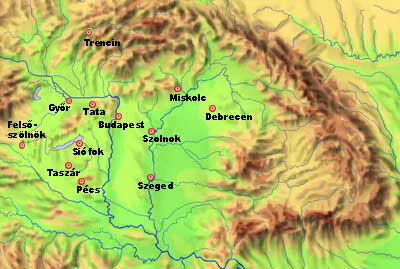 Trencin
Miskolc
Győr
Tata
Debrecen
Budapest
Felső-
szölnök
Szolnok
Siófok
Taszár
Szeged
Pécs